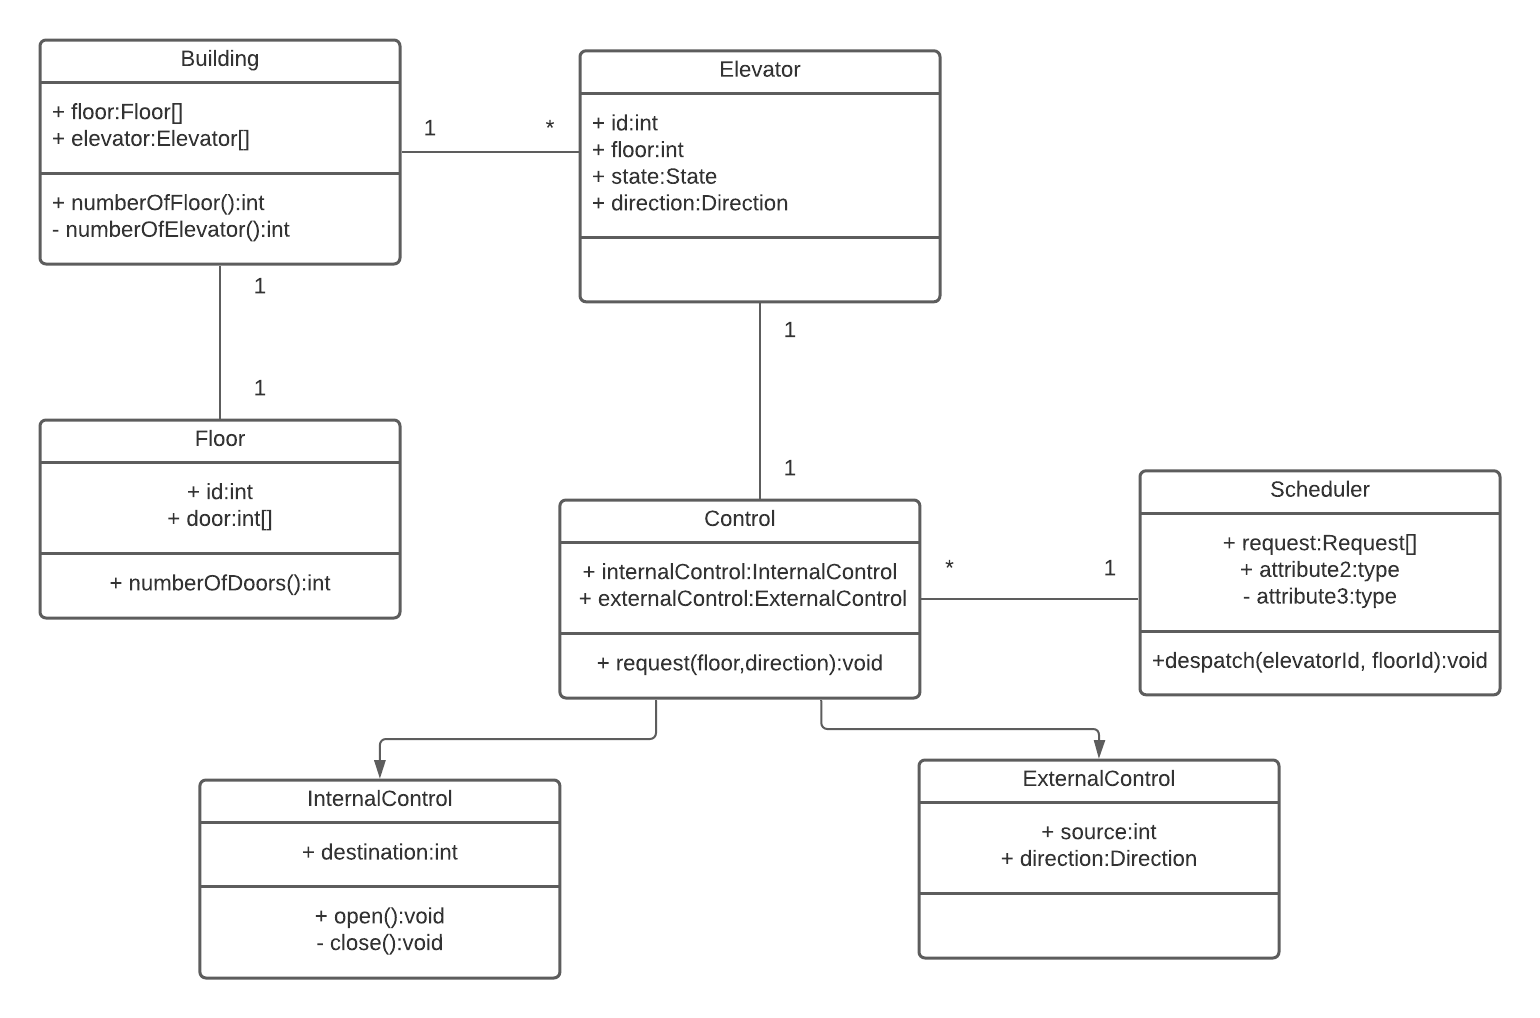 Building
+ floor:Floor[]
+ elevator:Elevator[]
+ numberOfFloor():int
- numberOfElevator():int
1
*
Elevator
+ id:int
+ floor:int
+ state:State
+ direction:Direction
1
1
Floor
+ id:int
+ door:int[]
+ numberOfDoors():int
1
1
Control
+ internalControl:InternalControl
+ externalControl:ExternalControl
+ request(floor,direction):void
*
1
Scheduler
+ request:Request[]
+ attribute2:type
- attribute3:type
+despatch(elevatorId, floorId):void
InternalControl
+ destination:int
+ open():void
- close():void
ExternalControl
+ source:int
+ direction:Direction